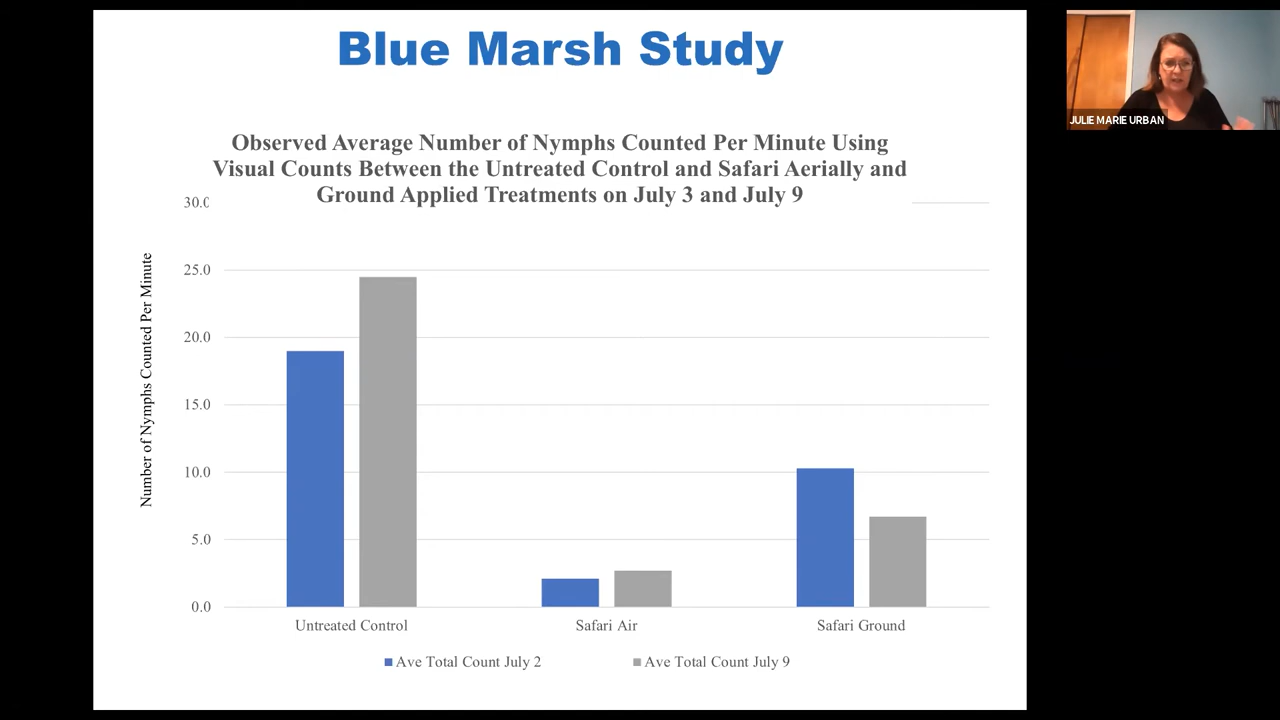 Blue Marsh Study
JULIE MARIE URBAN
Observed Average Number of Nymphs Counted Per Minute Using
Visual Counts Between the Untreated Control and Safari Aerially and
Ground Applied Treatments on July 3 and July 9
30.0
25.0
20.0
15.0
10.0
5.0
0.0
Number of Nymphs Counted Per Minute
Untreated Control
Safari Air
Safari Ground
Ave Total Count July 2
Ave Total Count July 9